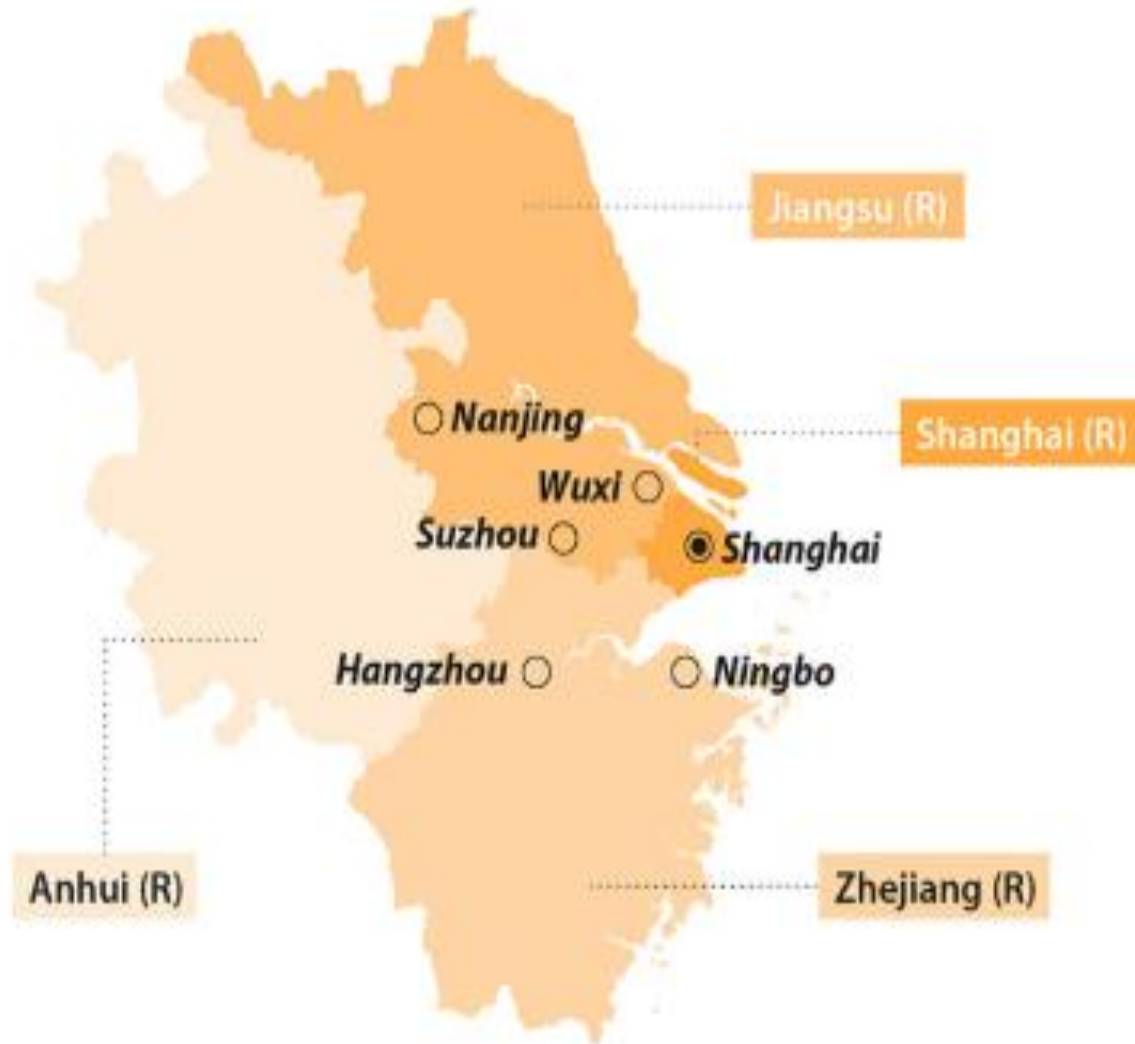 Jiangsu (R)
Nanjing
Shanghai (R)
Wuxi
Suzhou
Shanghai
Hangzhou
Ningbo
Anhui (R)
Zhejiang (R)